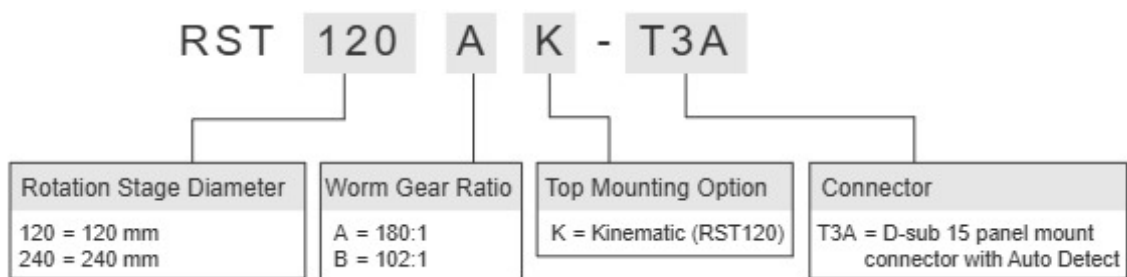 RST 120 A K - T3A
Rotation Stage Diameter
120 = 120 mm
240 = 240 mm
Worm Gear Ratio
A = 180:1
B = 102:1
Top Mounting Option
K = Kinematic (RST120)
Connector
T3A = D-sub 15 panel mount
connector with Auto Detect